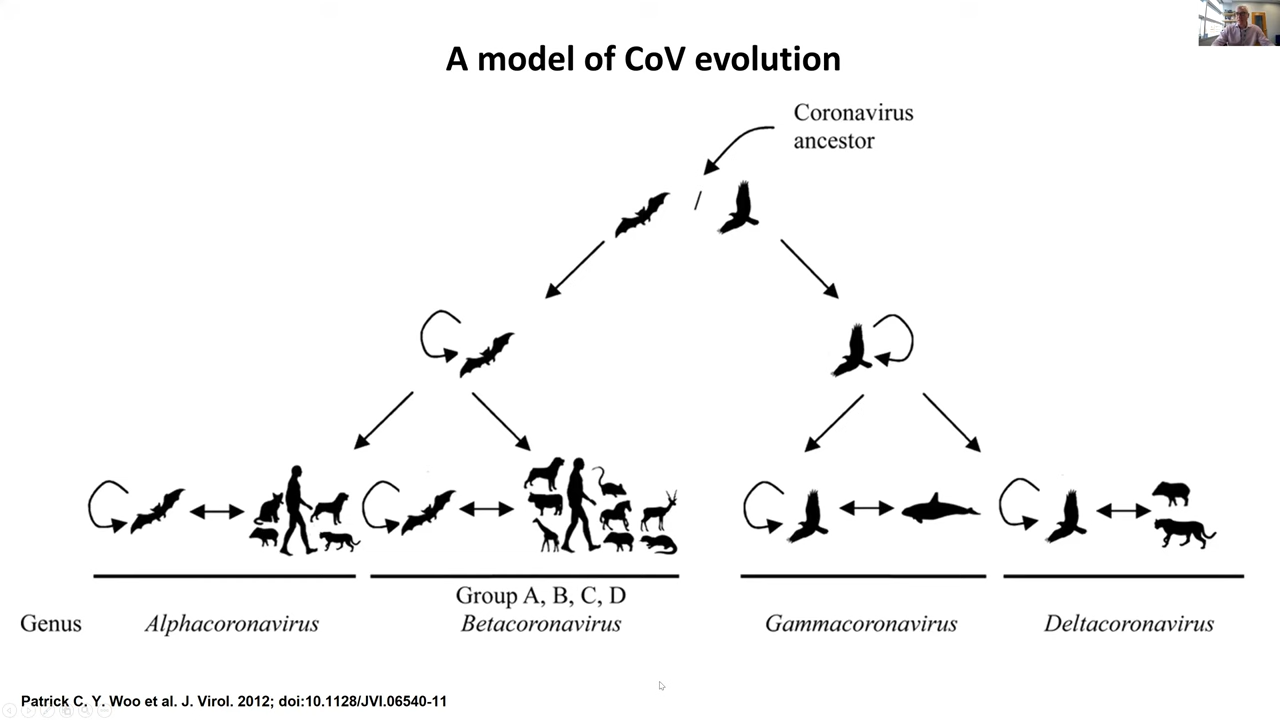 A model of CoV evolution
Coronavirus
ancestor
/
Group A, B, C, D
Genus
Alphacoronavirus
Betacoronavirus
Gammacoronavirus
Deltacoronavirus
Patrick C. Y. Woo et al. J. Virol. 2012; doi:10.1128/JVI.06540-11